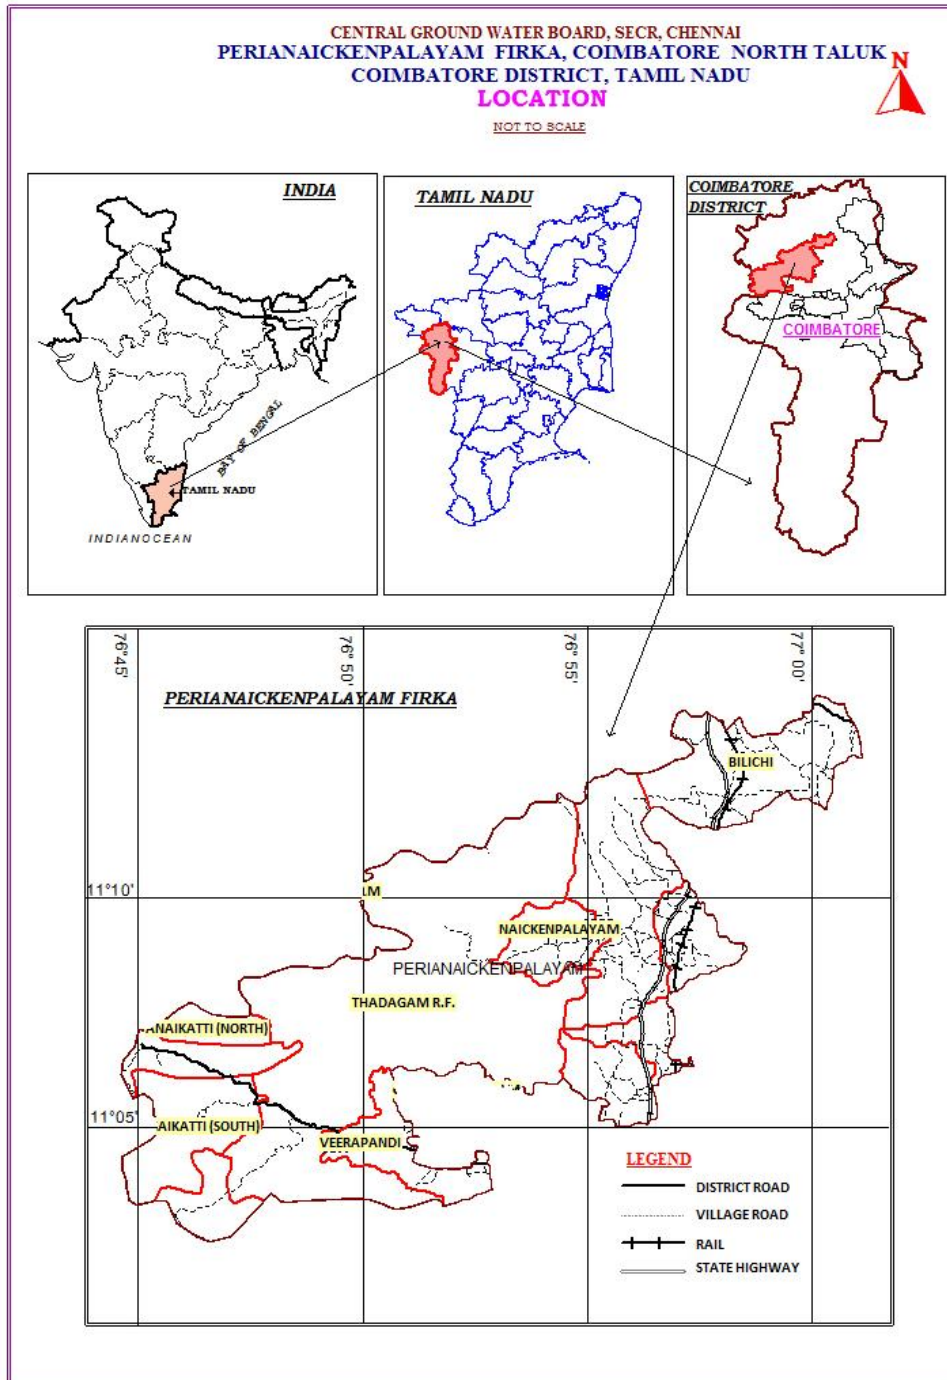 CENTRAL GROUND WATER BOARD, SECR, CHENNAI
PERIANAICKENPALAYAM FIRKA, COIMBATORE NORTH TALUK
COIMBATORE DISTRICT, TAMIL NADU
LOCATION
NOT TO SCALE
N
INDIA
BAY OF BENGAL
TAMIL NADU
INDIANOCEAN
TAMIL NADU
COIMBATORE
DISTRICT
COIMBATORE
76° 45'
76° 50'
76° 55'
77° 00'
PERIANAICKENPALAYAM FIRKA
BILICHI
11°10'
AM
NAICKENPALAYAM
PERIANAICKENPALAYAM
THADAGAM R.F.
ANAIKATTI (NORTH)
11°05'
AIKATTI (SOUTH)
VEERAPANDI
LEGEND
DISTRICT ROAD
VILLAGE ROAD
RAIL
STATE HIGHWAY